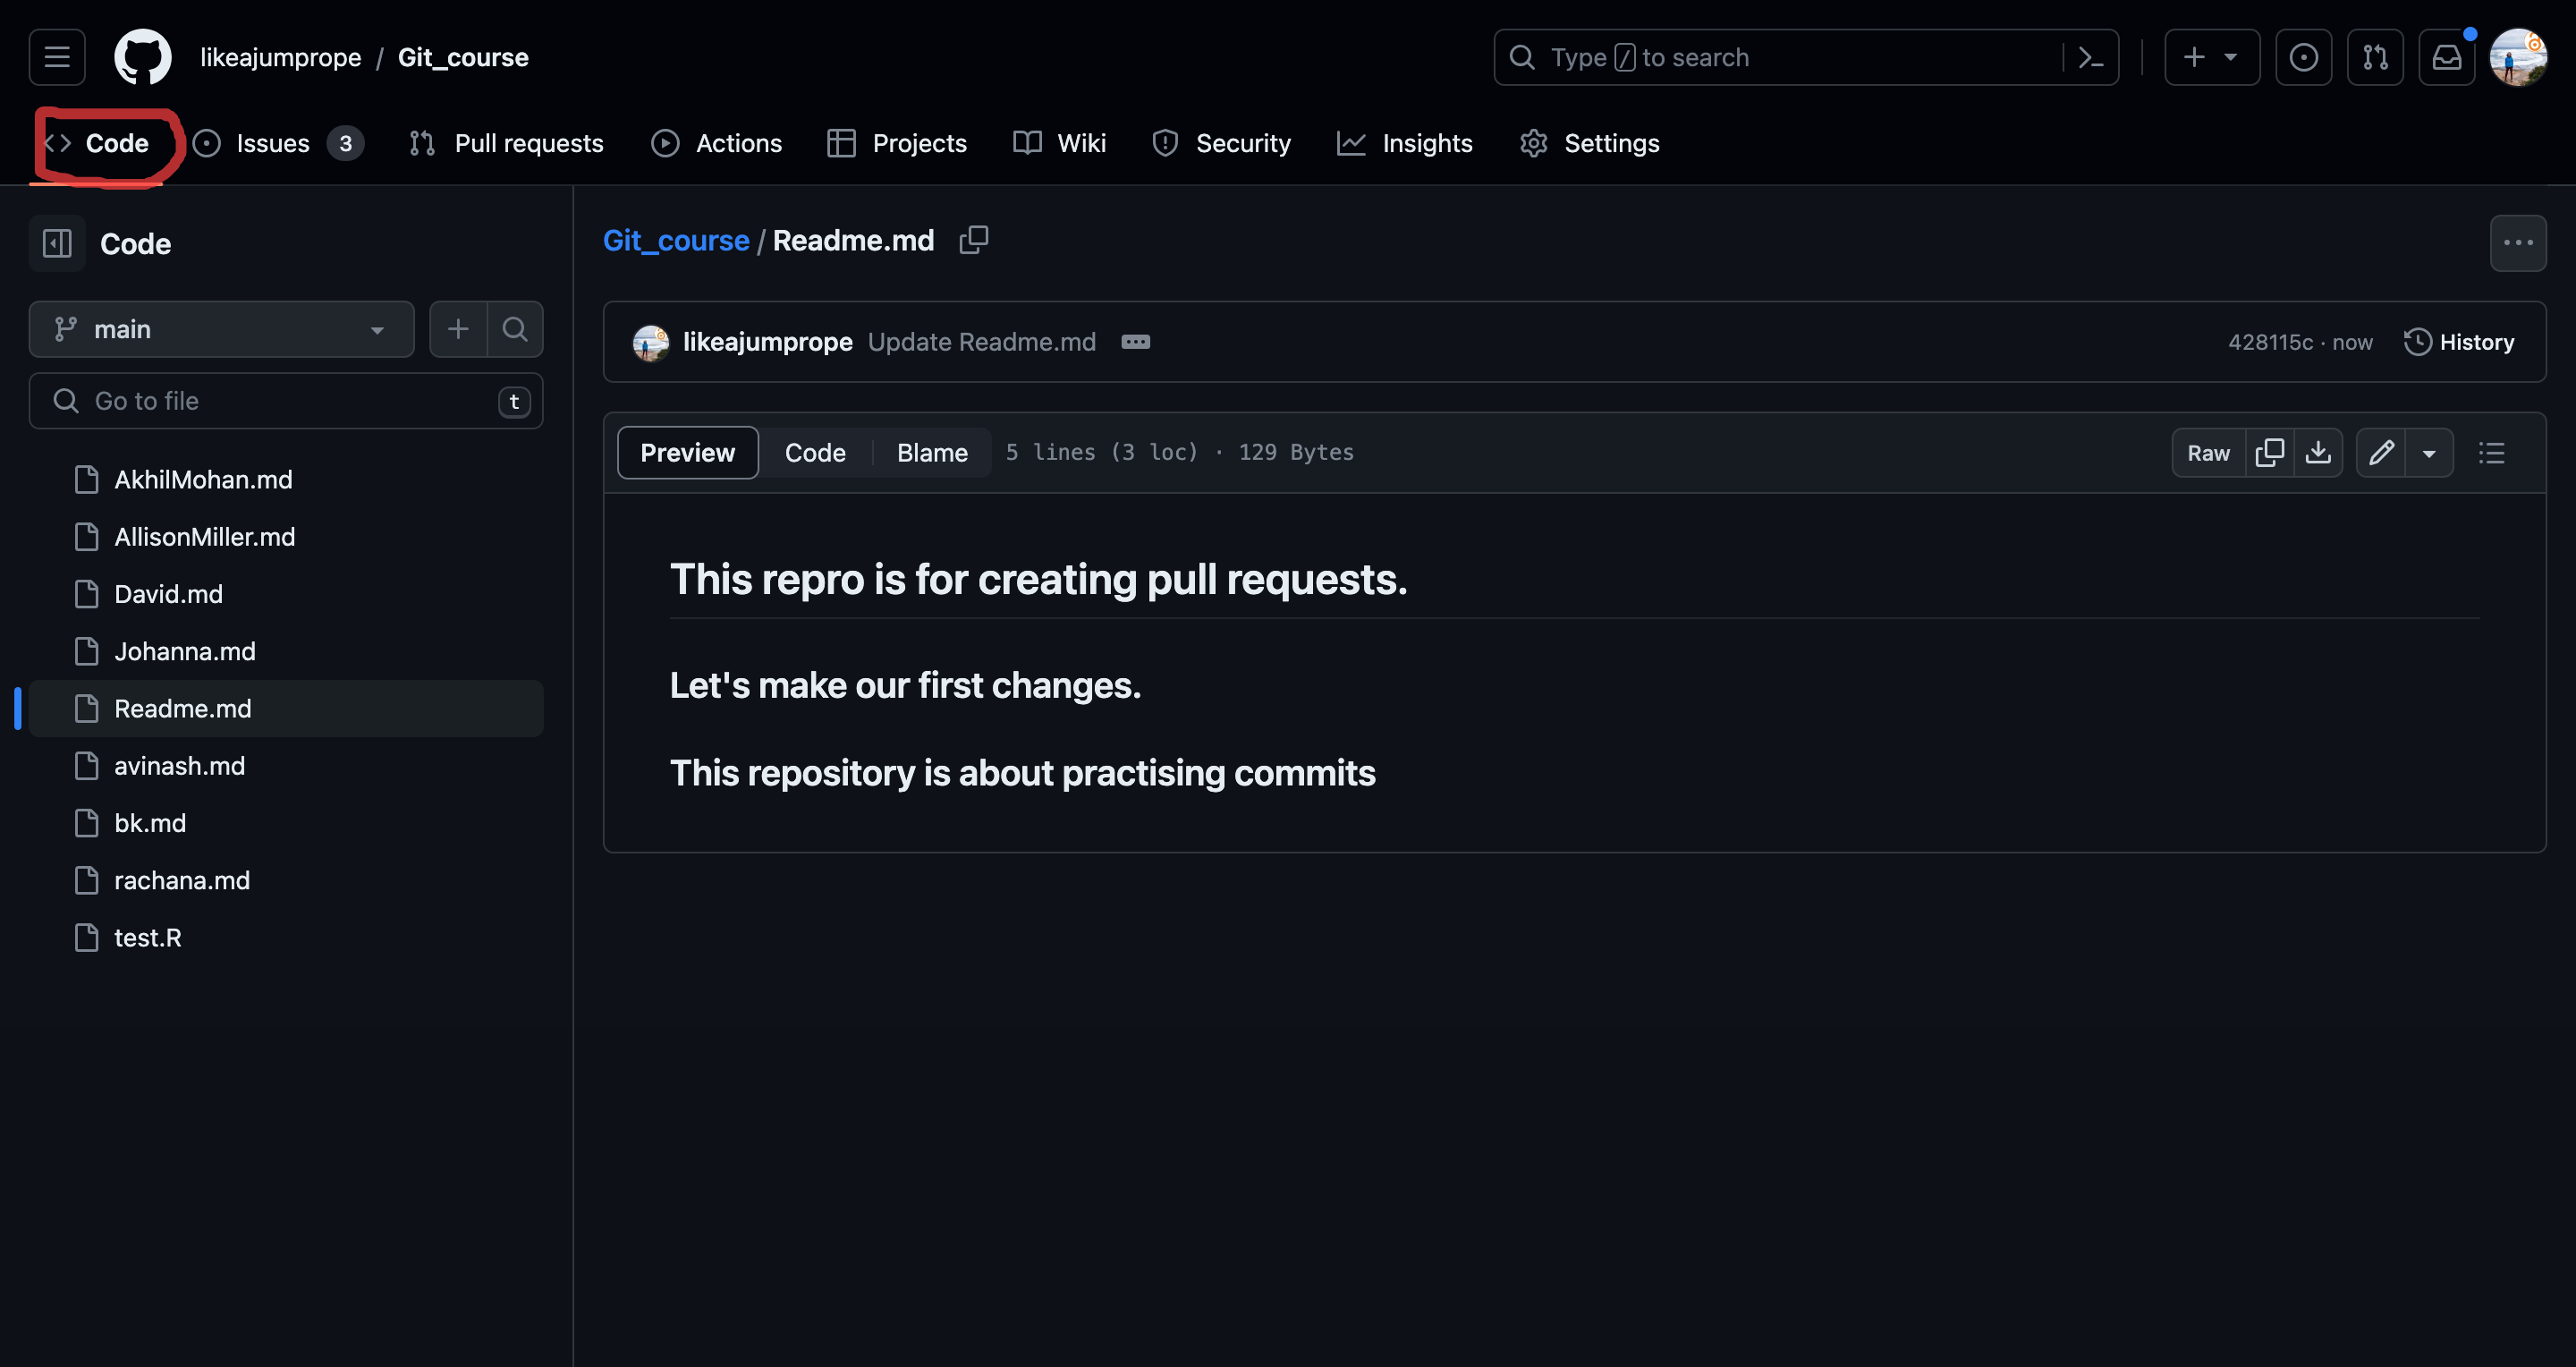 likeajumprope / Git_course
Type / to search
Code
Issues 3
Pull requests
Actions
Projects
Wiki
Security
Insights
Settings
Code
main
Go to file
t
AkhilMohan.md
AllisonMiller.md
David.md
Johanna.md
Readme.md
avinash.md
bk.md
rachana.md
test.R
Git_course / Readme.md
likeajumprope Update Readme.md
428115c · now
History
Preview
Code
Blame
5 lines (3 loc) · 129 Bytes
Raw
This repro is for creating pull requests.
Let's make our first changes.
This repository is about practising commits